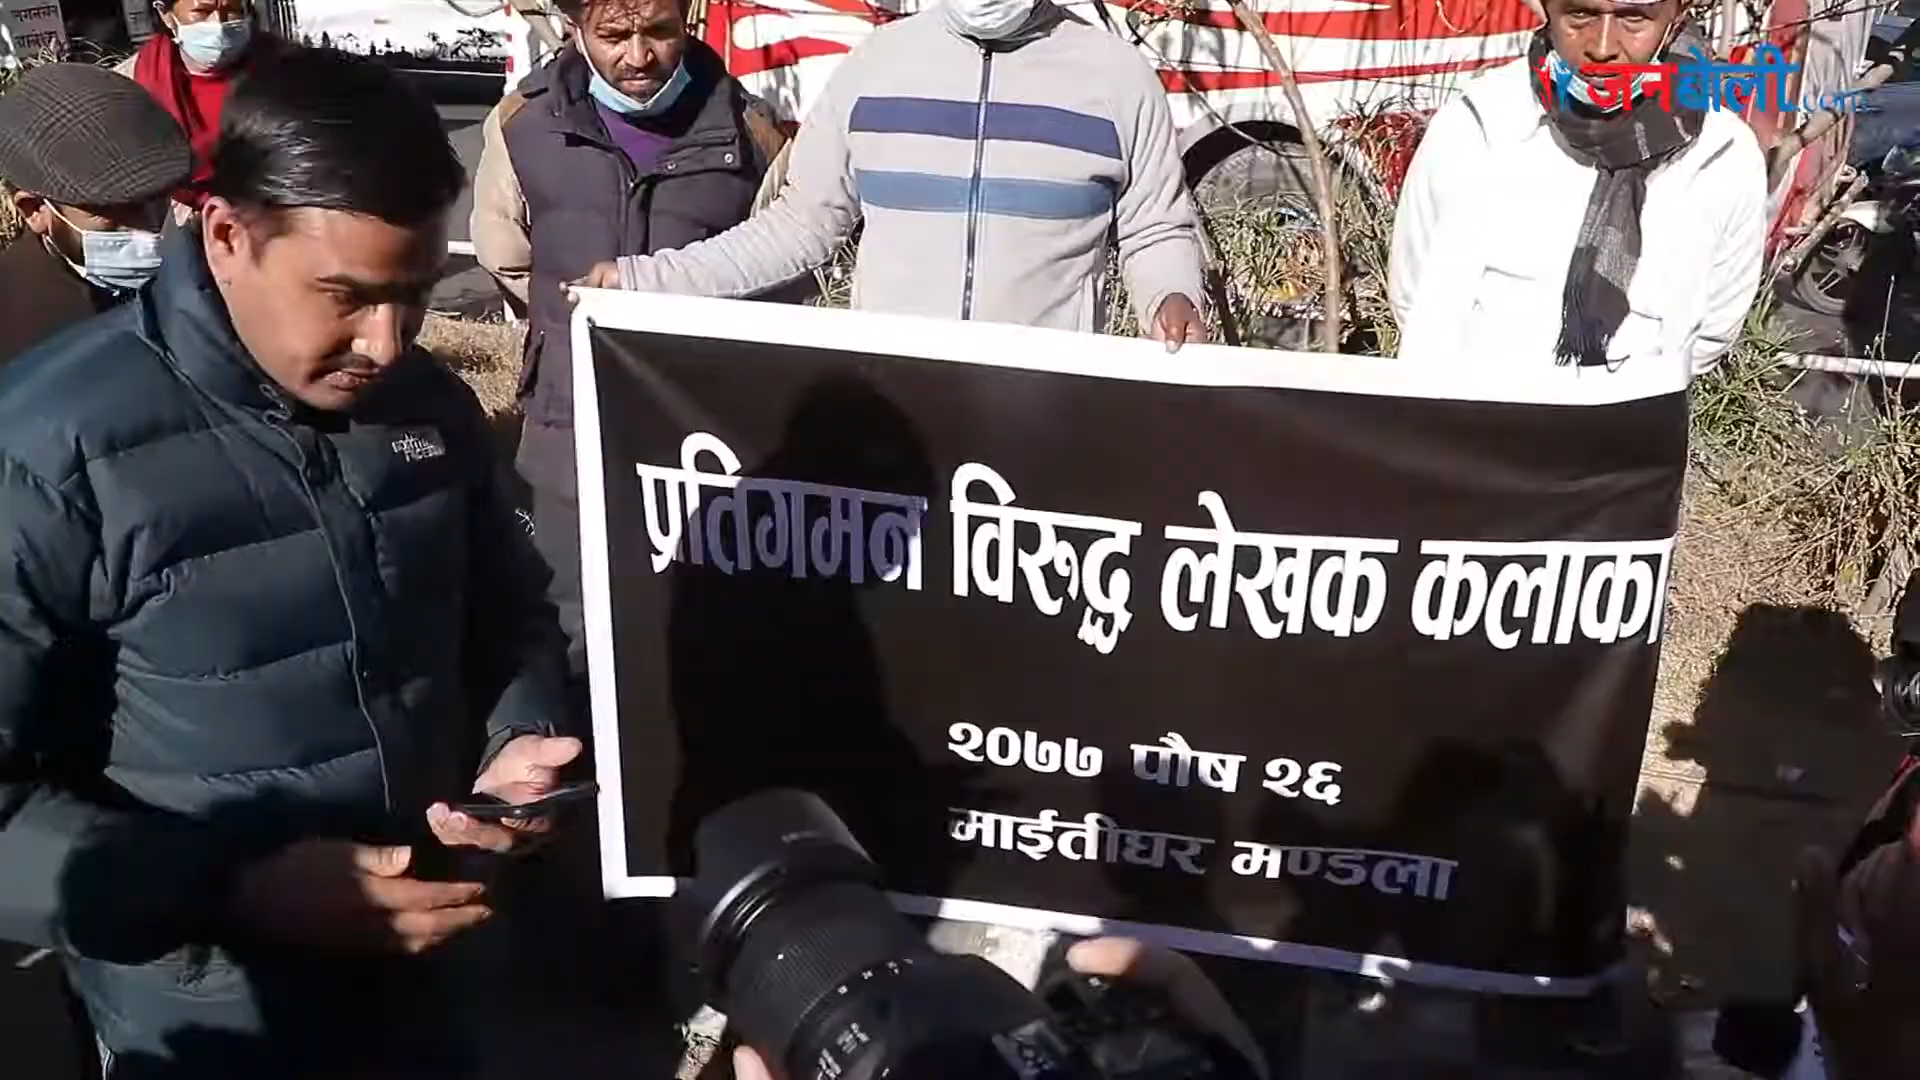 जनबोली.com
प्रतिगमन विरूद्ध लेखक कलाका
२०७७ पौष २६
माईतीघर मण्डला